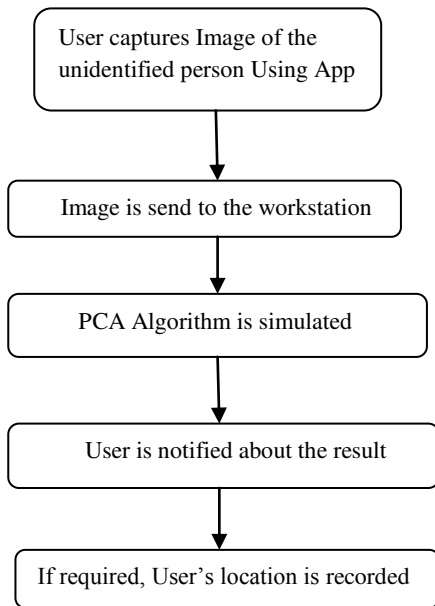 User captures Image of the
unidentified person Using App
Image is send to the workstation
PCA Algorithm is simulated
User is notified about the result
If required, User's location is recorded